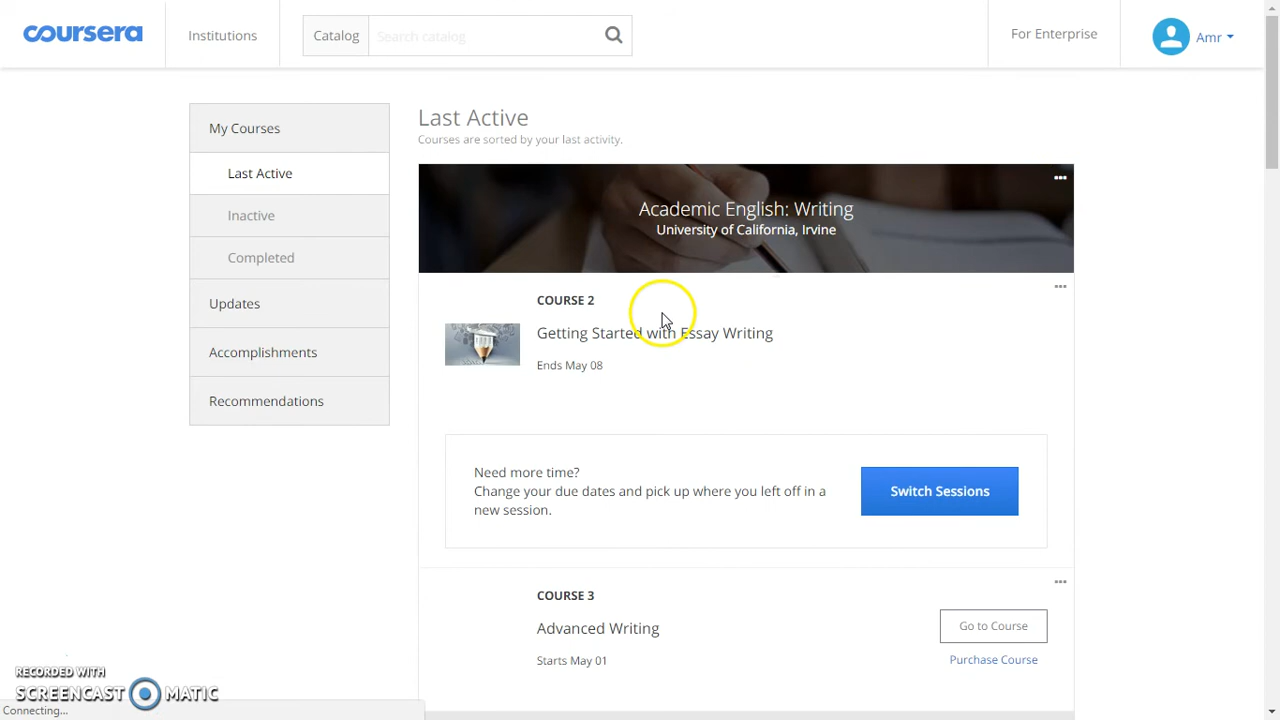 coursera
Institutions
Catalog
Search catalog
For Enterprise
Amr
My Courses
Last Active
Inactive
Completed
Updates
Accomplishments
Recommendations
Last Active
Courses are sorted by your last activity.
Academic English: Writing
University of California, Irvine
COURSE 2
Getting Started with Essay Writing
Ends May 08
Need more time?
Change your due dates and pick up where you left off in a
new session.
Switch Sessions
COURSE 3
Advanced Writing
Starts May 01
Go to Course
Purchase Course
RECORDED WITH
SCREENCAST MATIC
Connecting...